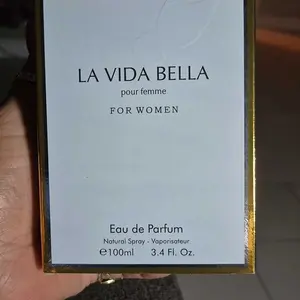 LA VIDA BELLA
pour femme
FOR WOMEN
Eau de Parfum
Natural Spray - Vaporisateur
℮100ml 3.4 Fl. Oz.